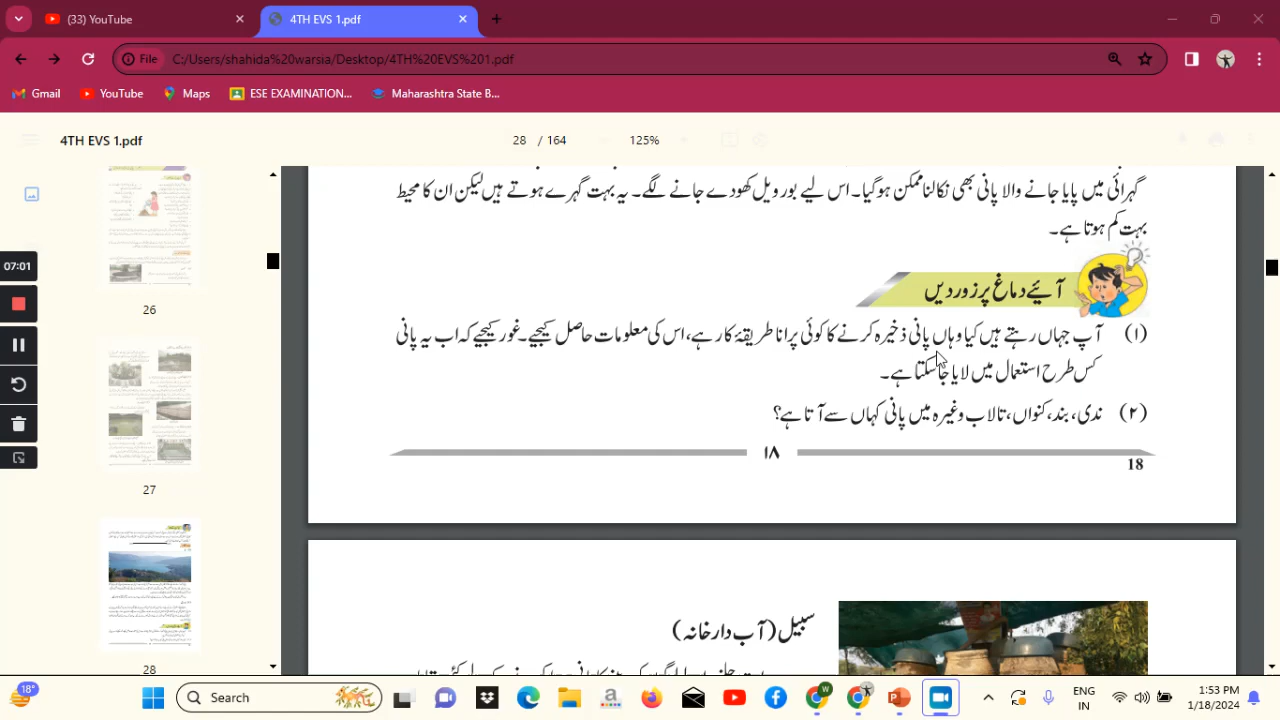 (33) YouTube
4TH EVS 1.pdf
File
C:/Users/shahida%20warsia/Desktop/4TH%20EVS%201.pdf
Gmail
YouTube
Maps
ESE EXAMINATION...
Maharashtra State B...
4TH EVS 1.pdf
28 / 164
125%
گہرائی میں پایا جانے والا پانی بھی نکالنا ممکن ہو گیا۔ اس لیے بورویل کھودے جانے لگے۔ یہ بہت گہرے ہوتے ہیں لیکن ان کا محیط
بہت کم ہوتا ہے۔
آئیے دماغ پر زور دیں
(۱) آپ جہاں رہتے ہیں کیا وہاں پانی ذخیرہ کرنے کا کوئی پرانا طریقۂ کار ہے، اس کی معلومات حاصل کیجیے۔ غور کیجیے کہ اب یہ پانی
کس طرح استعمال میں لایا جاسکتا ہے۔
(۲) ندی، بند، کنواں، تالاب وغیرہ میں پانی کہاں سے آتا ہے؟
۱۸
18
سبیل (آب دار خانہ)
26
27
28
07:01
18°
Search
ENG
IN
1:53 PM
1/18/2024